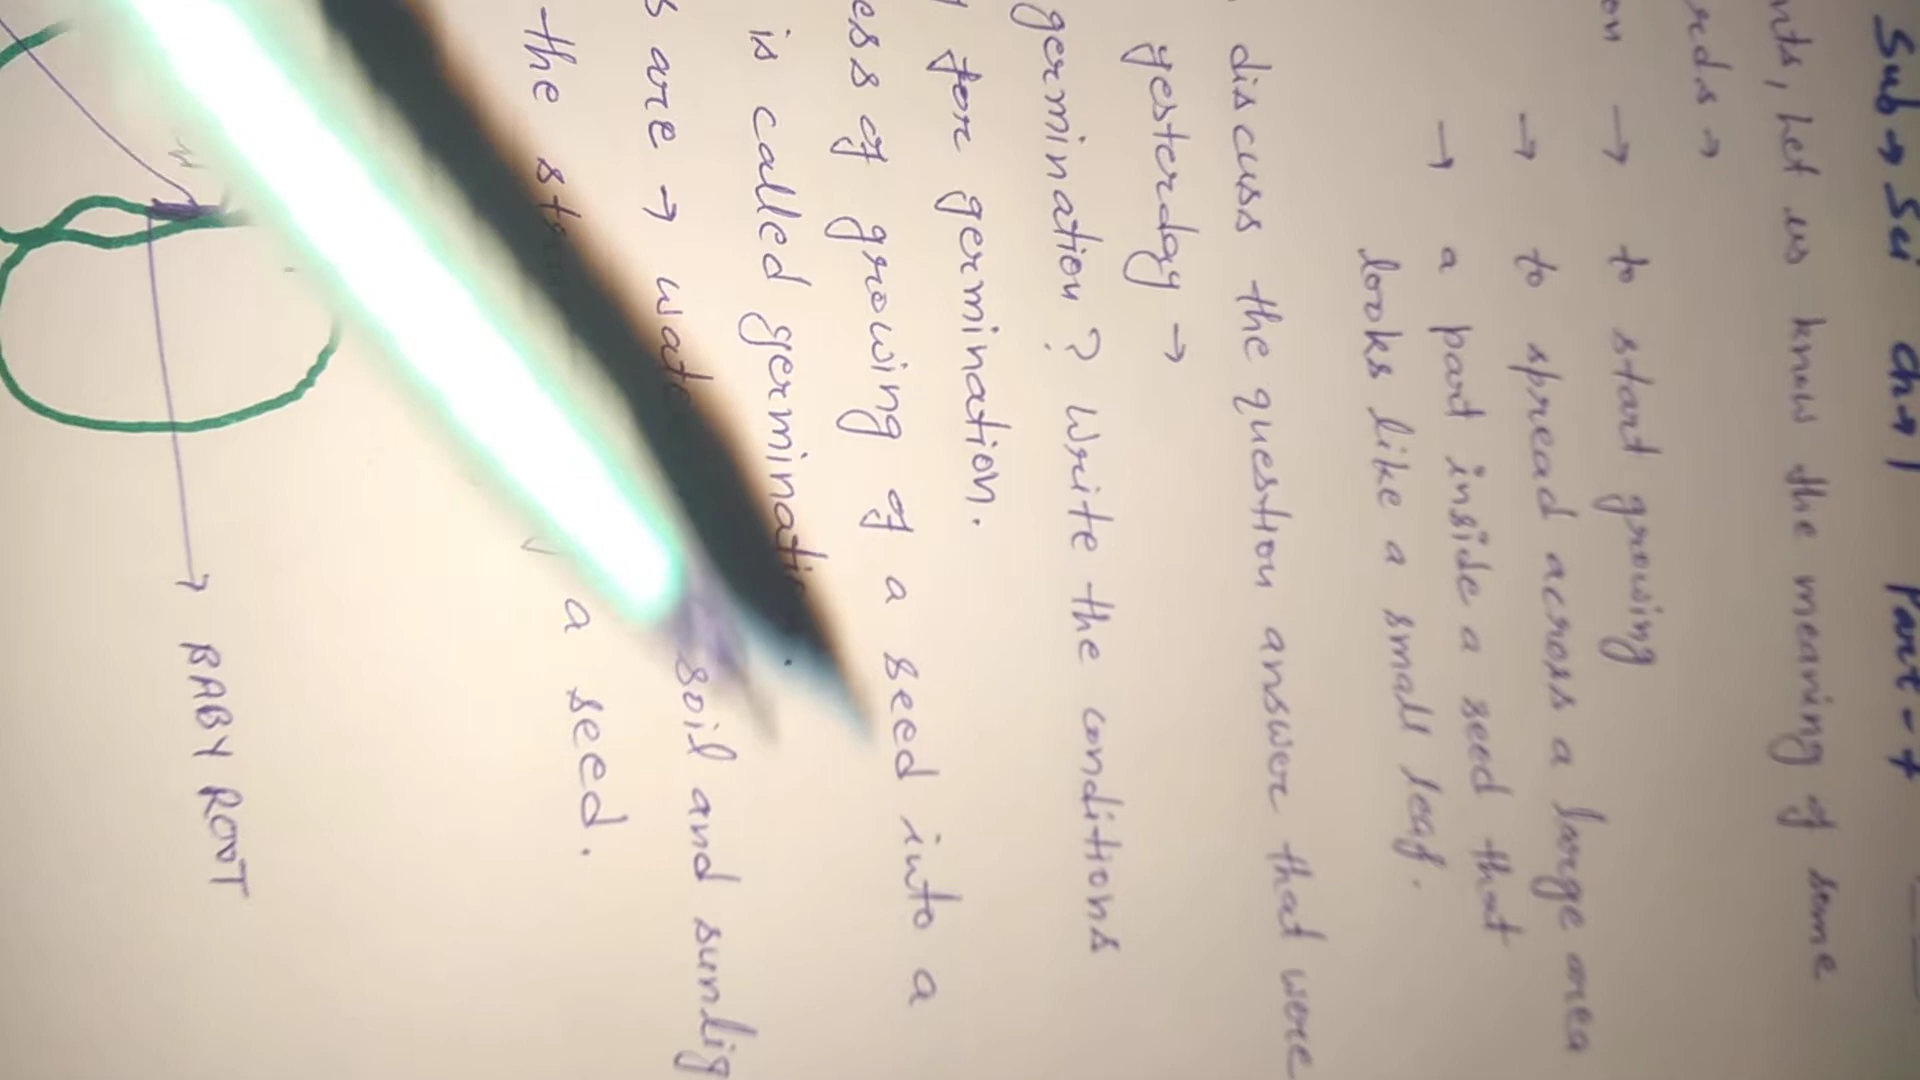 Sub → Sci ch → 1 Part - +
nts, Let us know the meaning of some
rds →
on → to start growing
→ to spread across a large area
→ a part inside a seed that
looks like a small leaf.
discuss the question answer that were
yesterday →
germination? Write the conditions
for germination.
ess of growing of a seed into a
is called germinati
s are → wate soil and sunlig
the st a seed.
BABY ROOT